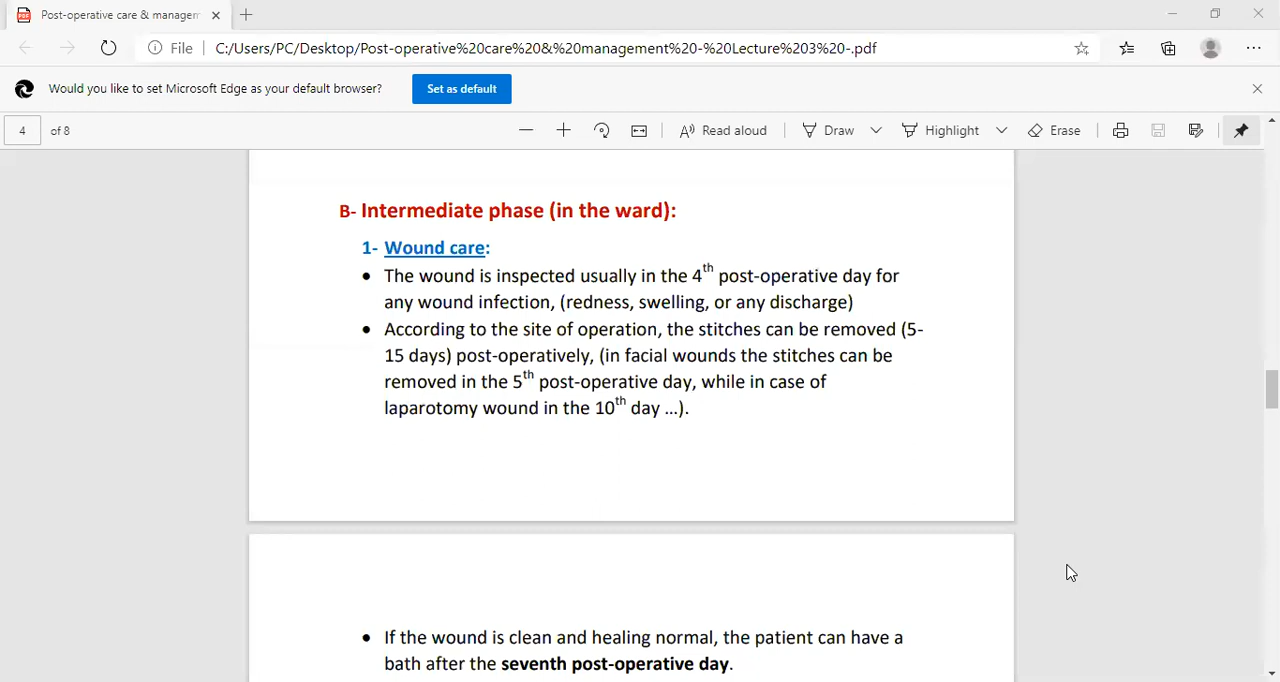 Post-operative care & managem
File
C:/Users/PC/Desktop/Post-operative%20care%20&%20management%20-%20Lecture%203%20-.pdf
Would you like to set Microsoft Edge as your default browser?
Set as default
4 of 8
Read aloud
Draw
Highlight
Erase
B- Intermediate phase (in the ward):
1- Wound care:
• The wound is inspected usually in the 4th post-operative day for
any wound infection, (redness, swelling, or any discharge)
• According to the site of operation, the stitches can be removed (5-
15 days) post-operatively, (in facial wounds the stitches can be
removed in the 5th post-operative day, while in case of
laparotomy wound in the 10th day ...).
• If the wound is clean and healing normal, the patient can have a
bath after the seventh post-operative day.